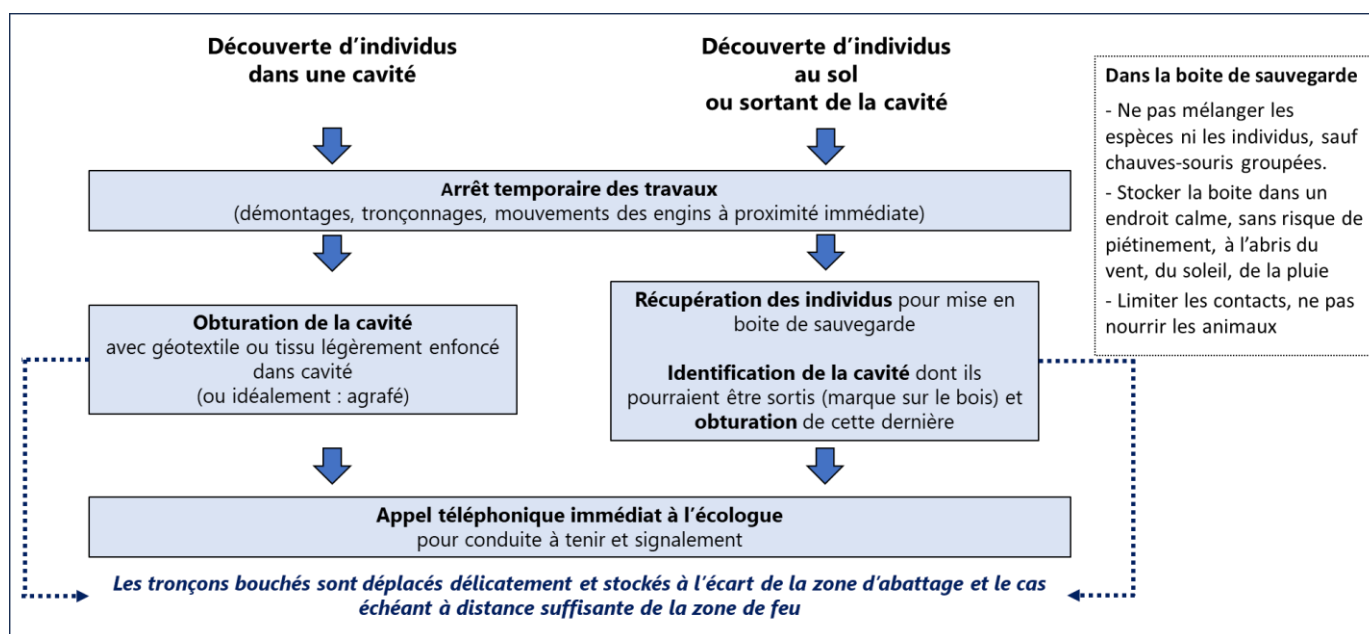 Découverte d'individus
dans une cavité
Découverte d'individus
au sol
ou sortant de la cavité
Arrêt temporaire des travaux
(démontages, tronçonnages, mouvements des engins à proximité immédiate)
Obturation de la cavité
avec géotextile ou tissu légèrement enfoncé
dans cavité
(ou idéalement : agrafé)
Récupération des individus pour mise en
boite de sauvegarde
Identification de la cavité dont ils
pourraient être sortis (marque sur le bois) et
obturation de cette dernière
Appel téléphonique immédiat à l'écologue
pour conduite à tenir et signalement
Les tronçons bouchés sont déplacés délicatement et stockés à l'écart de la zone d'abattage et le cas
échéant à distance suffisante de la zone de feu
Dans la boite de sauvegarde
- Ne pas mélanger les
espèces ni les individus, sauf
chauves-souris groupées.
- Stocker la boite dans un
endroit calme, sans risque de
piétinement, à l'abris du
vent, du soleil, de la pluie
- Limiter les contacts, ne pas
nourrir les animaux